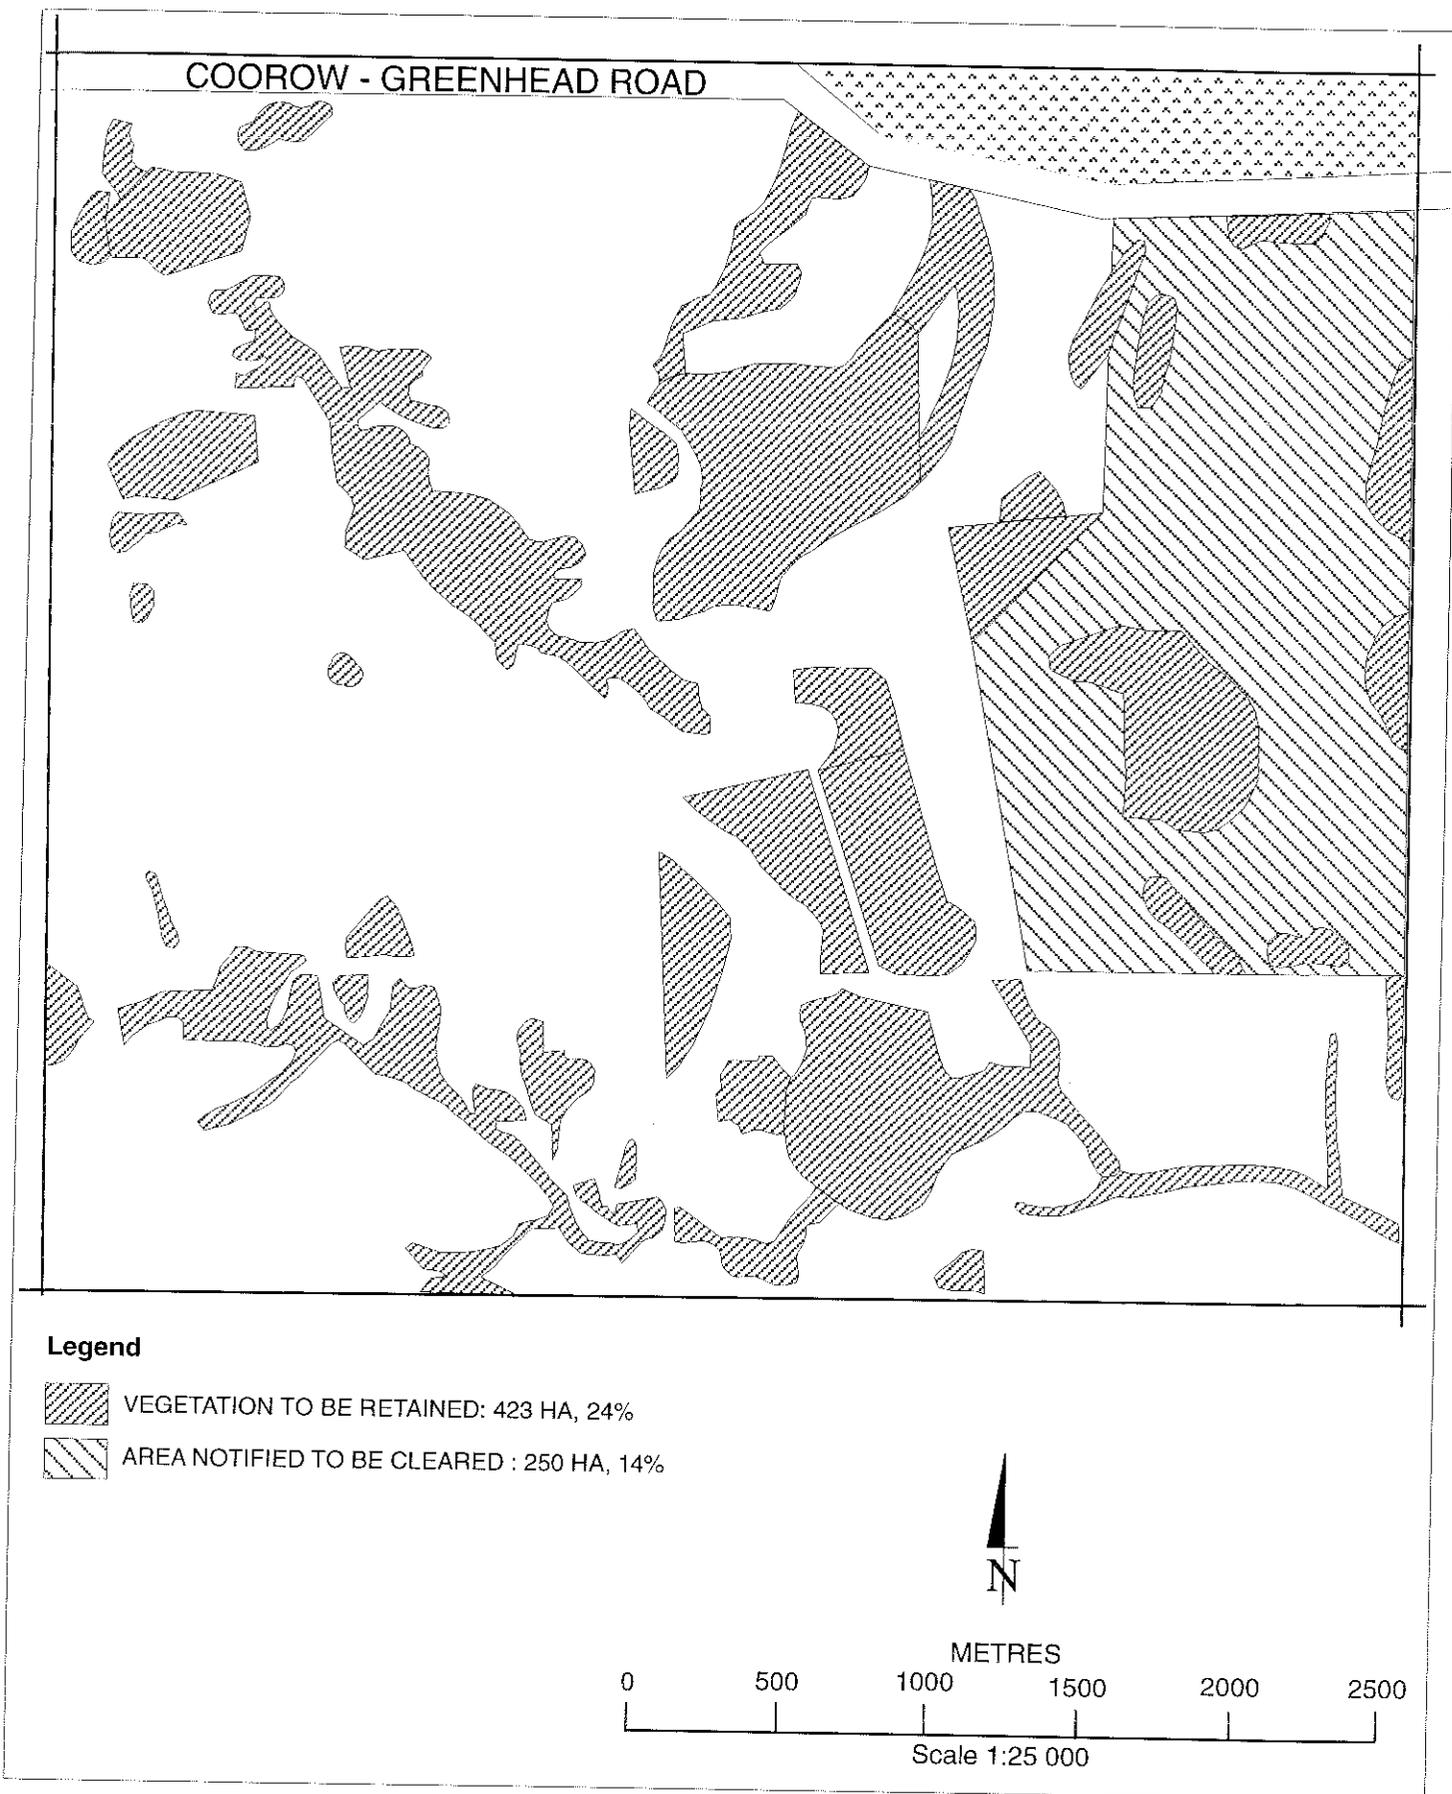 COOROW - GREENHEAD ROAD
Legend
VEGETATION TO BE RETAINED: 423 HA, 24%
AREA NOTIFIED TO BE CLEARED : 250 HA, 14%
N
METRES
0 500 1000 1500 2000 2500
Scale 1:25 000